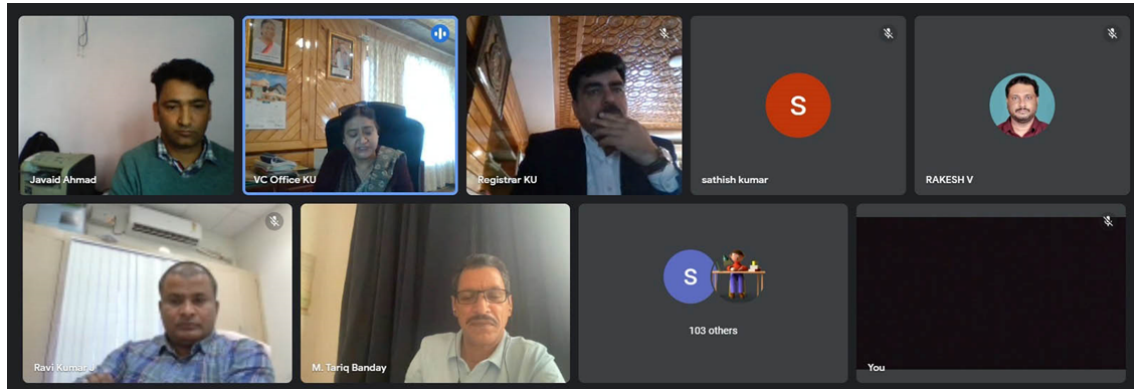 Javaid Ahmad
VC Office KU
Registrar KU
S
sathish kumar
RAKESH V
Ravi Kumar J
M. Tariq Banday
S
103 others
You